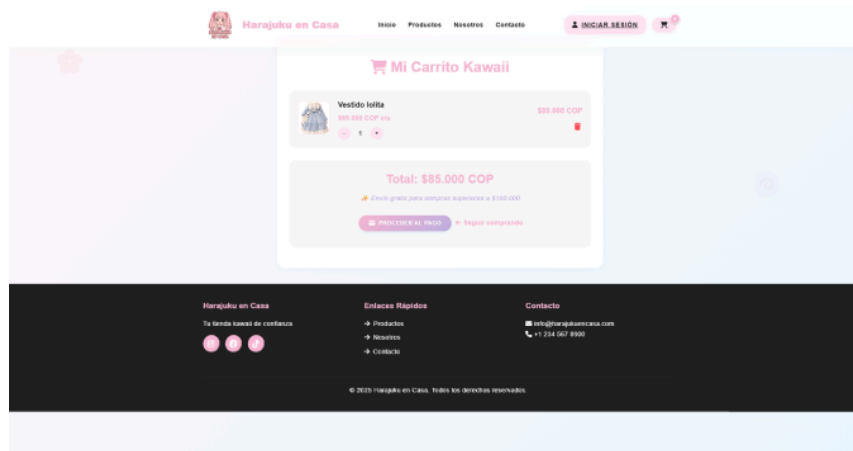 Harajuku en Casa
Inicio Productos Nosotros Contacto
INICIAR SESIÓN
Mi Carrito Kawaii
Vestido lolita
$85.000 COP c/u
$85.000 COP
- 1 +
Total: $85.000 COP
Envío gratis para compras superiores a $100.000
PROCEDER AL PAGO
← Seguir comprando
Harajuku en Casa
Tu tienda kawaii de confianza
Enlaces Rápidos
→ Productos
→ Nosotros
→ Contacto
Contacto
info@harajukuencasa.com
+1 234 567 8900
© 2025 Harajuku en Casa. Todos los derechos reservados.